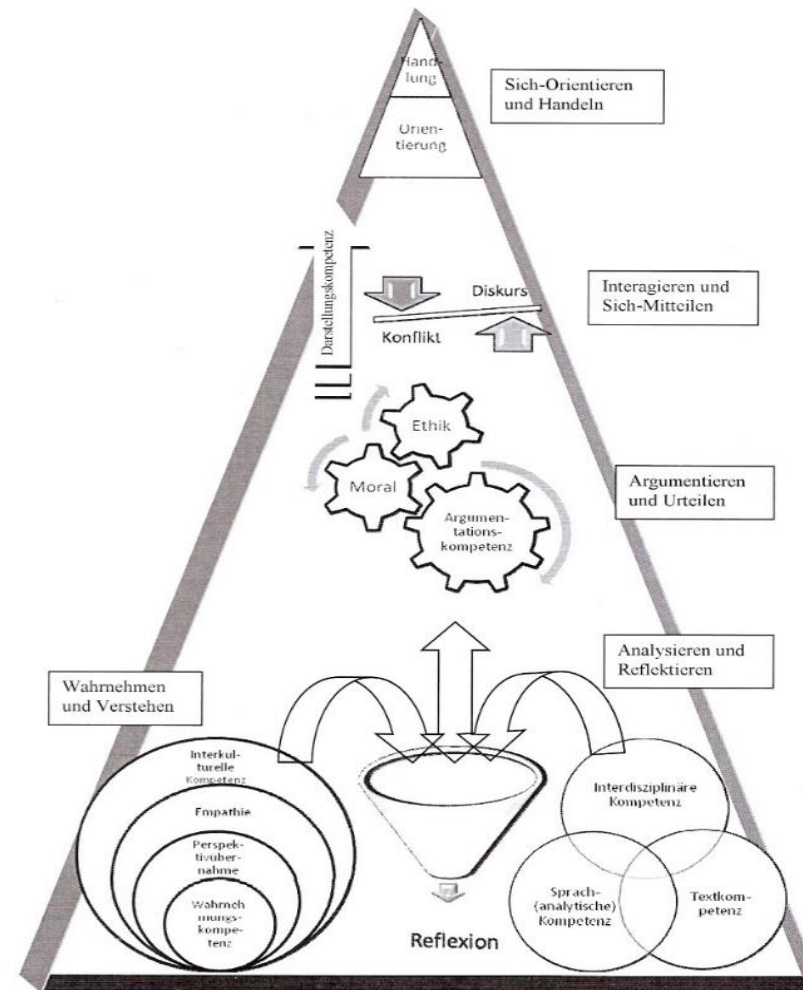 Hand-
lung
Orien-
tierung
Sich-Orientieren
und Handeln
Darstellungskompetenz
Diskurs
Konflikt
Interagieren und
Sich-Mitteilen
Ethik
Moral
Argumen-
tations-
kompetenz
Argumentieren
und Urteilen
Analysieren und
Reflektieren
Wahrnehmen
und Verstehen
Interkul-
turelle
Kompetenz
Empathie
Perspek-
tivüber-
nahme
Wahrneh
mungs-
kompe-
tenz
Reflexion
Interdisziplinäre
Kompetenz
Sprach-
(analytische)
Kompetenz
Textkom-
petenz